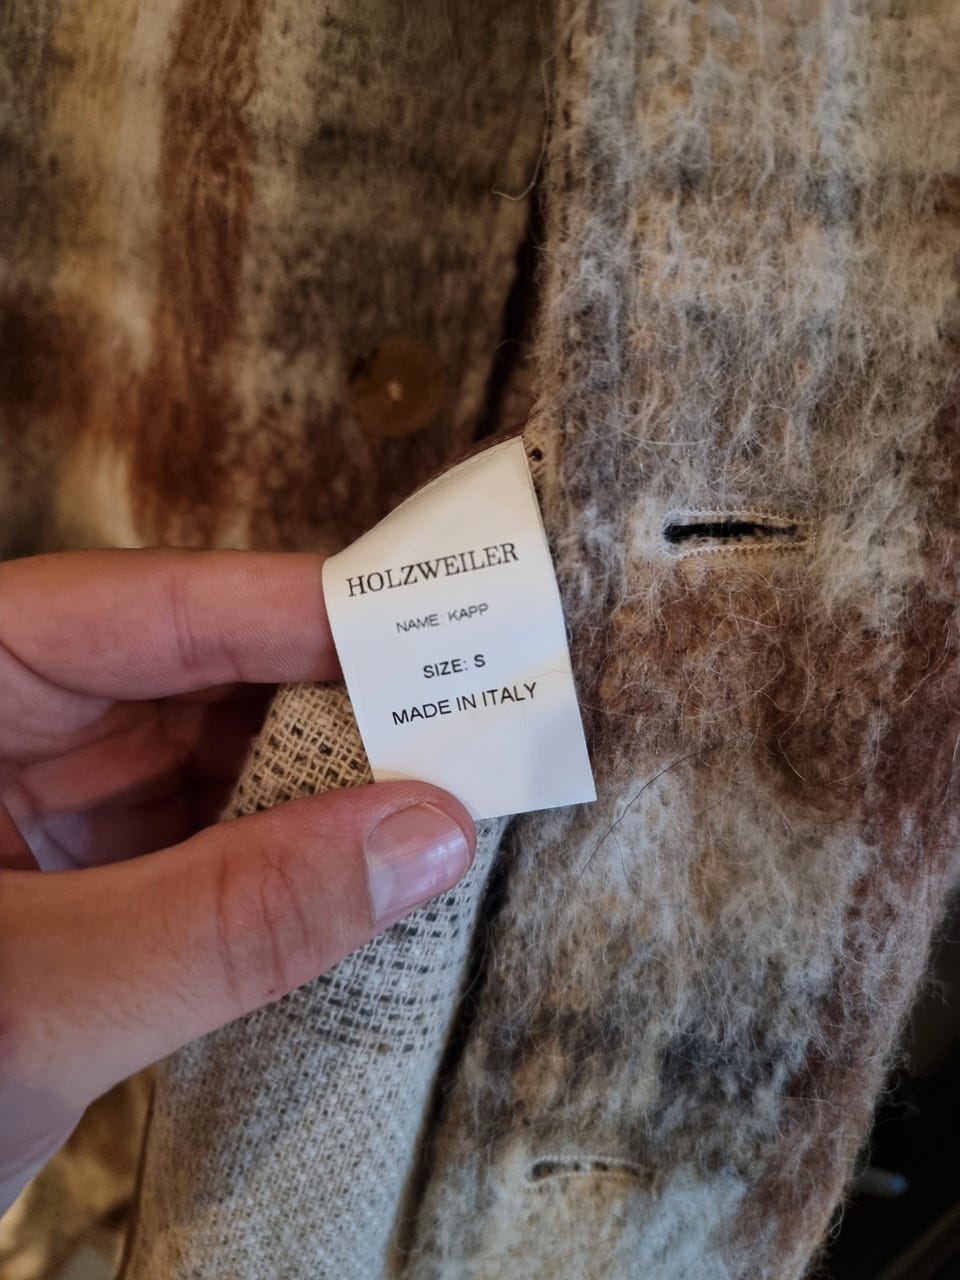 HOLZWEILER
NAME: KAPP
SIZE: S
MADE IN ITALY